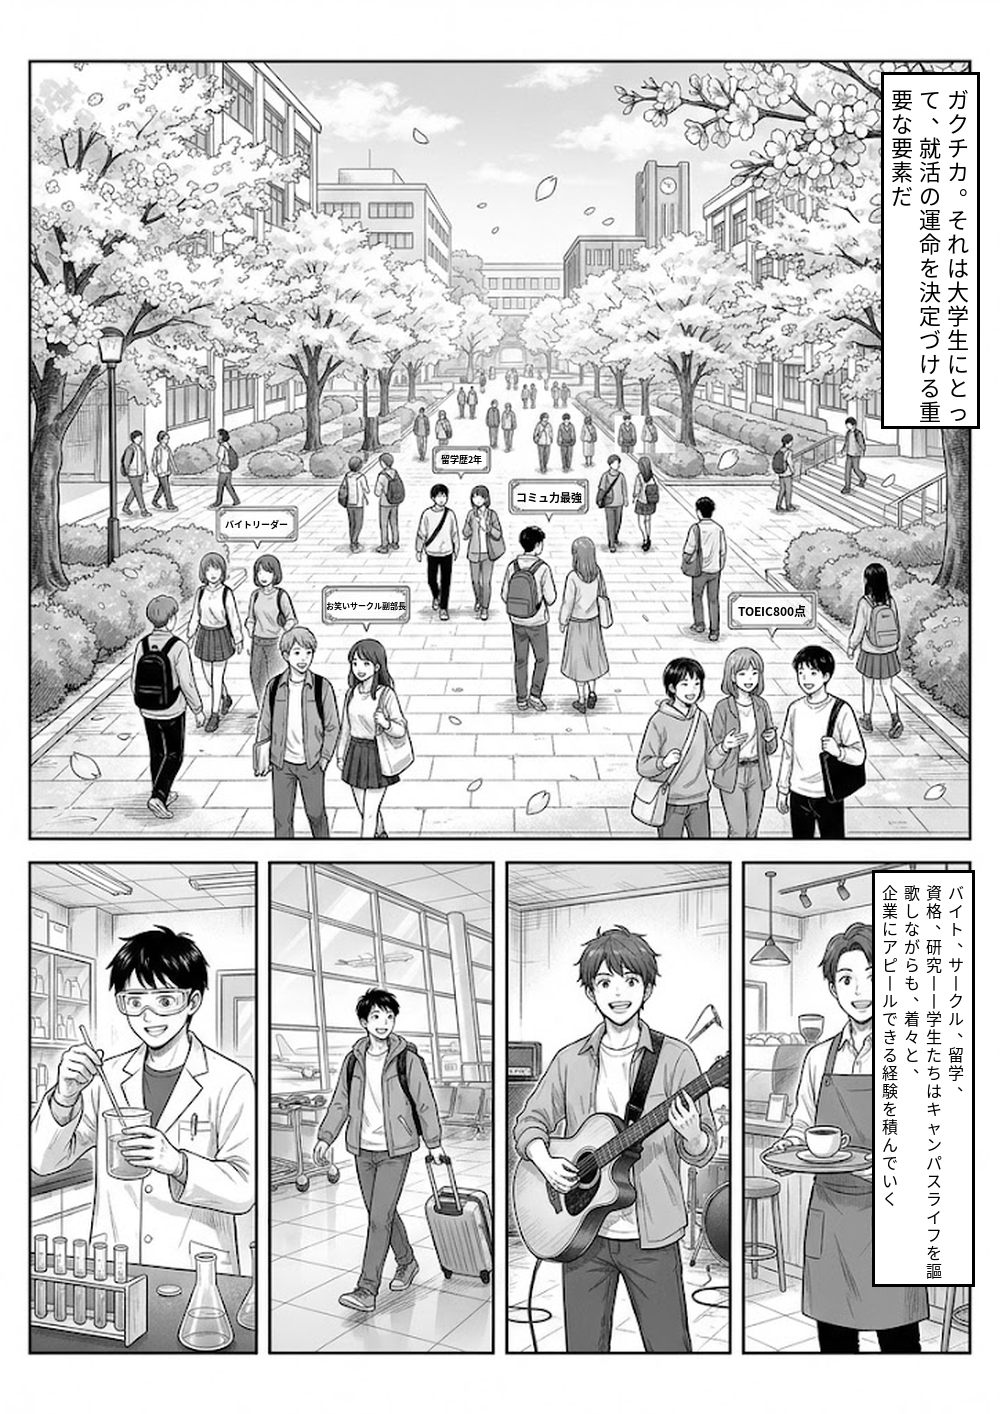 ガクチカ。それは大学生にとっ
て、就活の運命を決定づける重
要な要素だ
留学歴2年
コミュ力最強
バイトリーダー
お笑いサークル副部長
TOEIC800点
バイト、サークル、留学、
資格、研究——学生たちはキャンパスライフを謳
歌しながらも、着々と、
企業にアピールできる経験を積んでいく